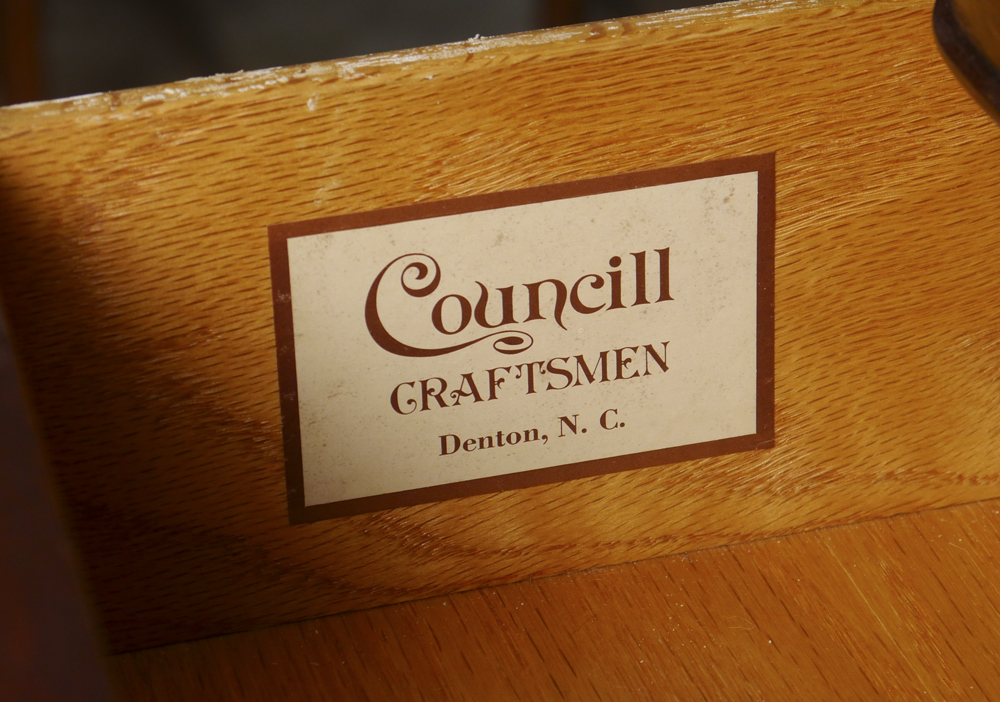 Councill
CRAFTSMEN
Denton, N. C.